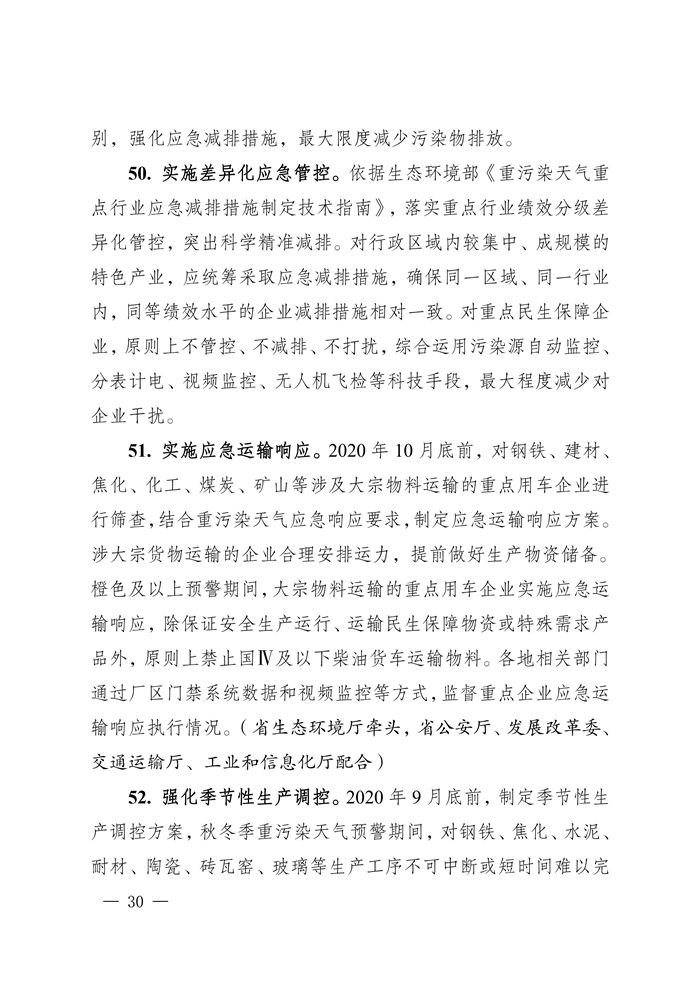 别，强化应急减排措施，最大限度减少污染物排放。
50. 实施差异化应急管控。依据生态环境部《重污染天气重
点行业应急减排措施制定技术指南》，落实重点行业绩效分级差
异化管控，突出科学精准减排。对行政区域内较集中、成规模的
特色产业，应统筹采取应急减排措施，确保同一区域、同一行业
内，同等绩效水平的企业减排措施相对一致。对重点民生保障企
业，原则上不管控、不减排、不打扰，综合运用污染源自动监控、
分表计电、视频监控、无人机飞检等科技手段，最大程度减少对
企业干扰。
51. 实施应急运输响应。2020 年 10 月底前，对钢铁、建材、
焦化、化工、煤炭、矿山等涉及大宗物料运输的重点用车企业进
行筛查，结合重污染天气应急响应要求，制定应急运输响应方案。
涉大宗货物运输的企业合理安排运力，提前做好生产物资储备。
橙色及以上预警期间，大宗物料运输的重点用车企业实施应急运
输响应，除保证安全生产运行、运输民生保障物资或特殊需求产
品外，原则上禁止国Ⅳ及以下柴油货车运输物料。各地相关部门
通过厂区门禁系统数据和视频监控等方式，监督重点企业应急运
输响应执行情况。（省生态环境厅牵头，省公安厅、发展改革委、
交通运输厅、工业和信息化厅配合）
52. 强化季节性生产调控。2020 年 9 月底前，制定季节性生
产调控方案，秋冬季重污染天气预警期间，对钢铁、焦化、水泥、
耐材、陶瓷、砖瓦窑、玻璃等生产工序不可中断或短时间难以完
— 30 —